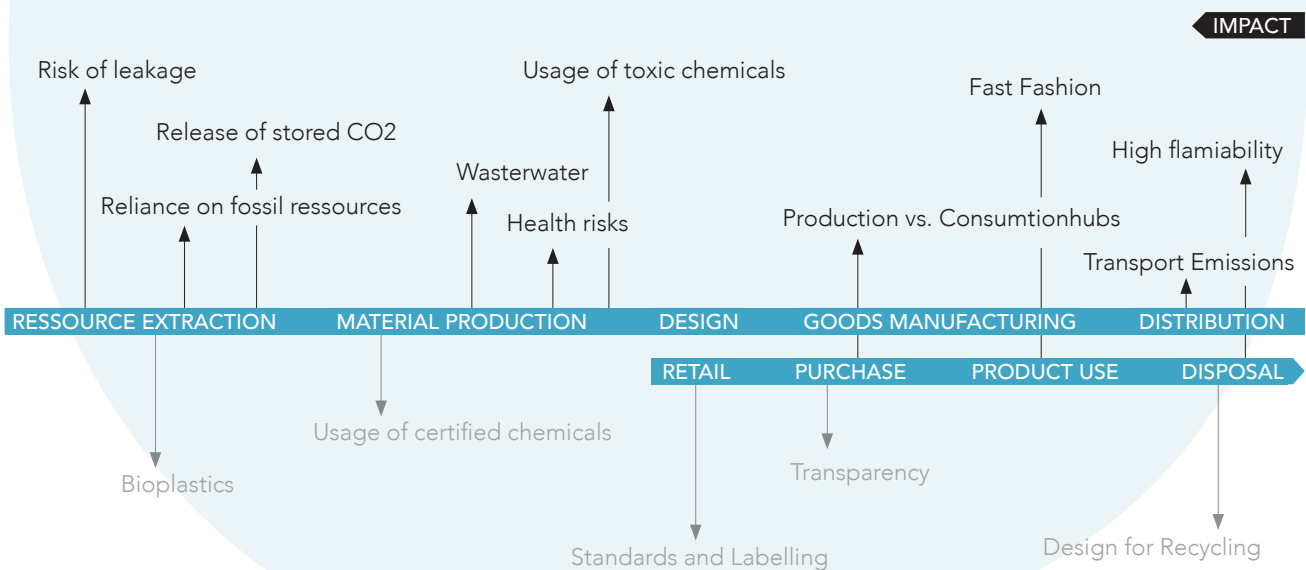 IMPACT
Risk of leakage
Usage of toxic chemicals
Fast Fashion
Release of stored CO2
High flamiability
Wasterwater
Reliance on fossil ressources
Health risks
Production vs. Consumtionhubs
Transport Emissions
RESSOURCE EXTRACTION
MATERIAL PRODUCTION
DESIGN
GOODS MANUFACTURING
DISTRIBUTION
RETAIL
PURCHASE
PRODUCT USE
DISPOSAL
Usage of certified chemicals
Transparency
Bioplastics
Design for Recycling
Standards and Labelling